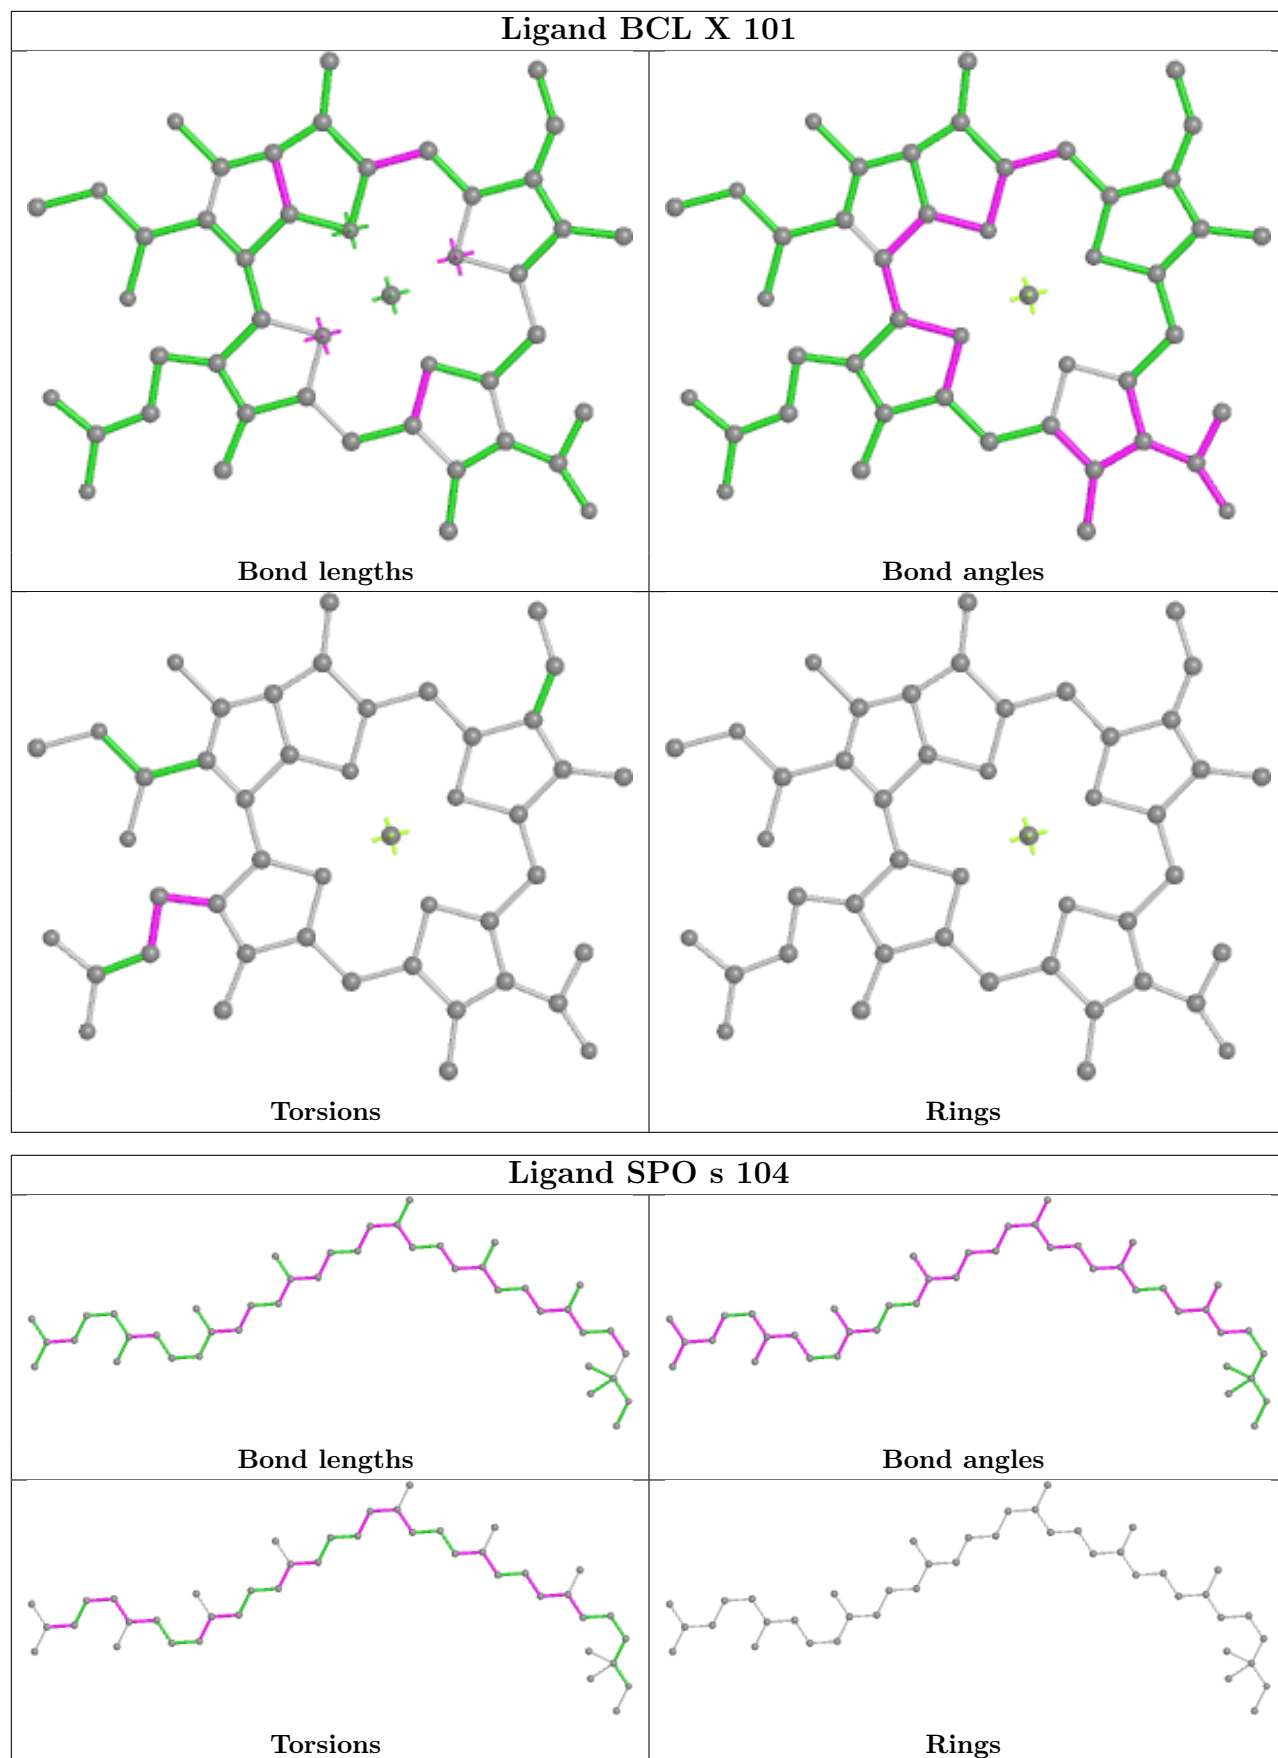 Ligand BCL X 101
Bond lengths
Bond angles
Torsions
Rings
Ligand SPO s 104
Bond lengths
Bond angles
Torsions
Rings